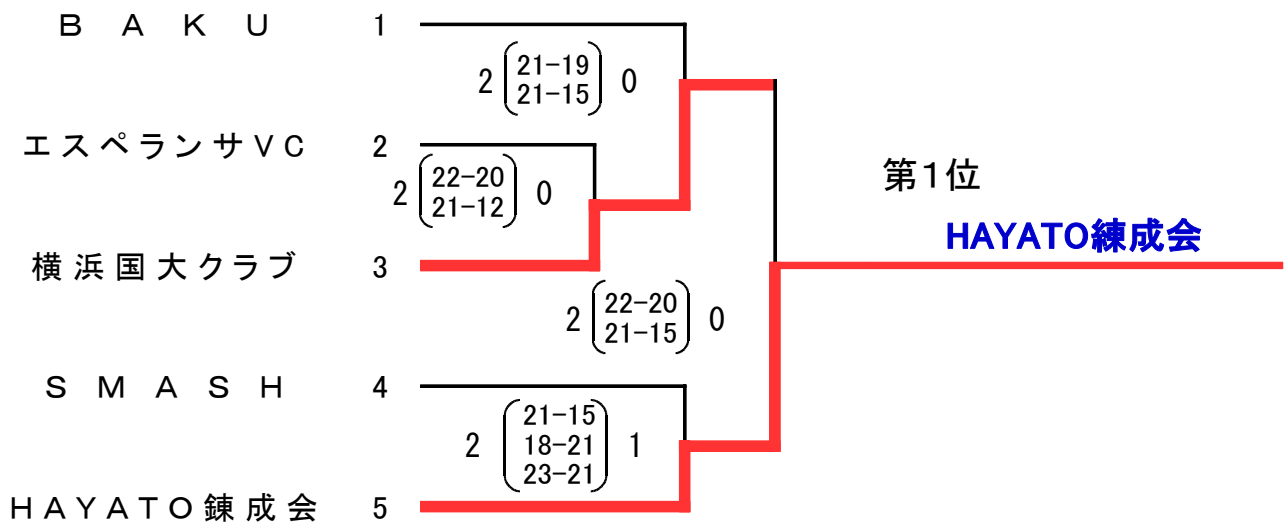 BAKU 1
2 21-19 0
21-15
エスペランサVC 2
2 22-20 0
21-12
第1位
HAYATO練成会
横浜国大クラブ 3
2 22-20 0
21-15
SMASH 4
21-15
2 18-21 1
23-21
HAYATO錬成会 5